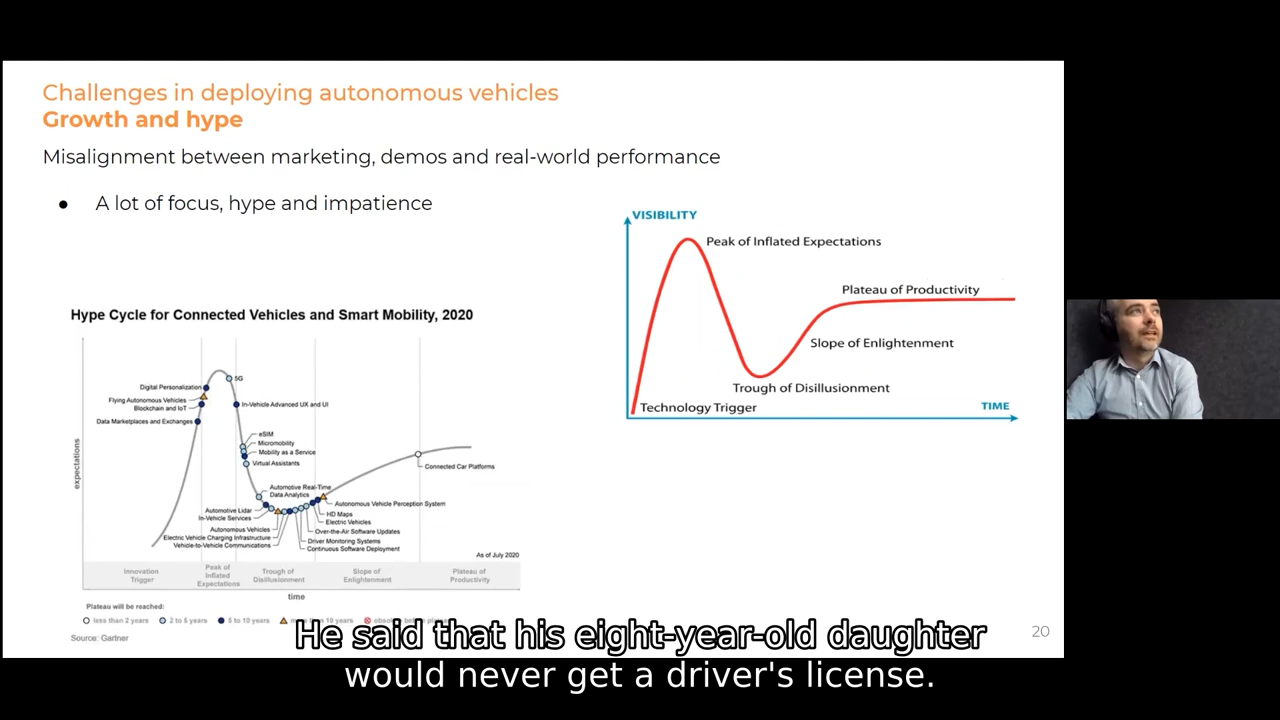 Challenges in deploying autonomous vehicles
Growth and hype
Misalignment between marketing, demos and real-world performance
● A lot of focus, hype and impatience
VISIBILITY
Peak of Inflated Expectations
Plateau of Productivity
Slope of Enlightenment
Trough of Disillusionment
Technology Trigger
TIME
Hype Cycle for Connected Vehicles and Smart Mobility, 2020
expectations
5G
Digital Personalization
Flying Autonomous Vehicles
Blockchain and IoT
Data Marketplaces and Exchanges
In-Vehicle Advanced UX and UI
eSIM
Micromobility
Mobility as a Service
Virtual Assistants
Automotive Real-Time
Data Analytics
Automotive Lidar
In-Vehicle Services
Autonomous Vehicles
Electric Vehicle Charging Infrastructure
Vehicle-to-Vehicle Communications
Connected Car Platforms
Autonomous Vehicle Perception System
HD Maps
Electric Vehicles
Over-the-Air Software Updates
Driver Monitoring Systems
Continuous Software Deployment
As of July 2020
Innovation
Trigger
Peak of
Inflated
Expectations
Trough of
Disillusionment
Slope of
Enlightenment
Plateau of
Productivity
time
Plateau will be reached:
less than 2 years 2 to 5 years 5 to 10 years
Source: Gartner
20
He said that his eight-year-old daughter
would never get a driver's license.